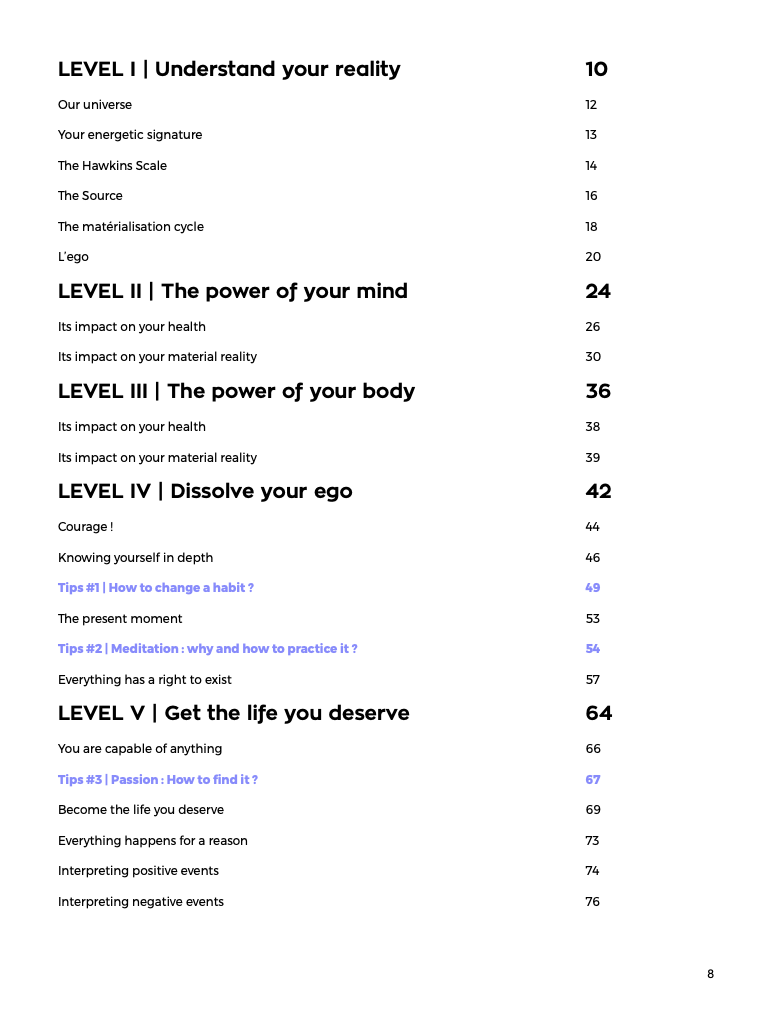 LEVEL I | Understand your reality 10
Our universe 12
Your energetic signature 13
The Hawkins Scale 14
The Source 16
The matérialisation cycle 18
L'ego 20
LEVEL II | The power of your mind 24
Its impact on your health 26
Its impact on your material reality 30
LEVEL III | The power of your body 36
Its impact on your health 38
Its impact on your material reality 39
LEVEL IV | Dissolve your ego 42
Courage ! 44
Knowing yourself in depth 46
Tips #1 | How to change a habit ? 49
The present moment 53
Tips #2 | Meditation : why and how to practice it ? 54
Everything has a right to exist 57
LEVEL V | Get the life you deserve 64
You are capable of anything 66
Tips #3 | Passion : How to find it ? 67
Become the life you deserve 69
Everything happens for a reason 73
Interpreting positive events 74
Interpreting negative events 76
8